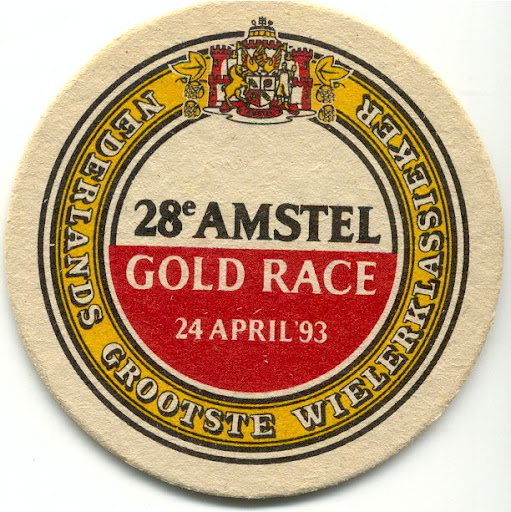 28e AMSTEL
GOLD RACE
24 APRIL '93
NEDERLANDS GROOTSTE WIELERKLASSIEKER